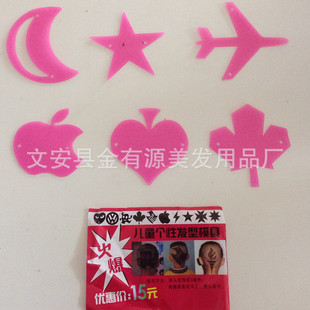 文安县金有源美发用品厂
儿童个性发型模具
火爆
优惠价:15元